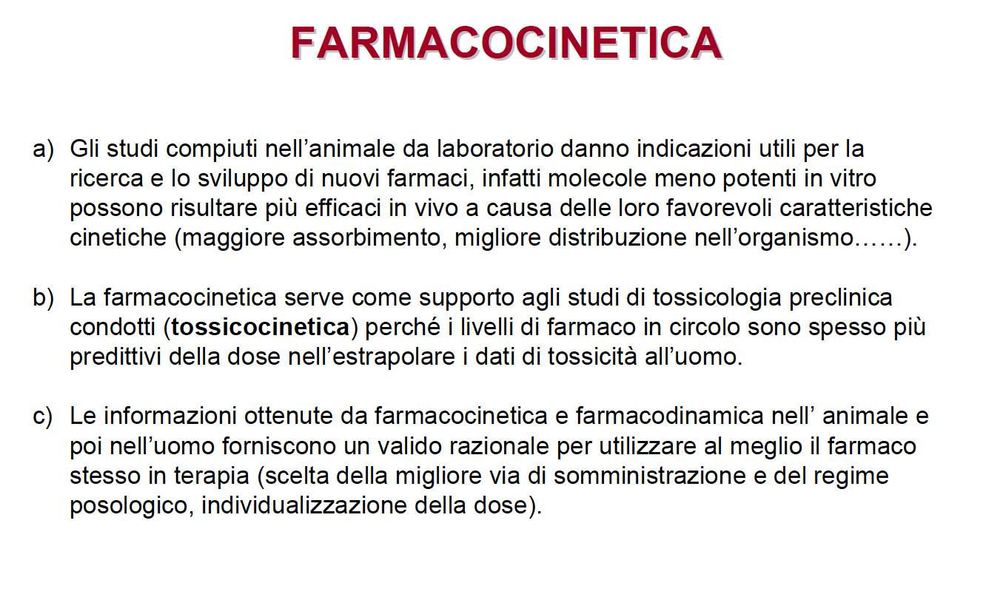 FARMACOCINETICA
a) Gli studi compiuti nell’animale da laboratorio danno indicazioni utili per la
ricerca e lo sviluppo di nuovi farmaci, infatti molecole meno potenti in vitro
possono risultare più efficaci in vivo a causa delle loro favorevoli caratteristiche
cinetiche (maggiore assorbimento, migliore distribuzione nell’organismo……).
b) La farmacocinetica serve come supporto agli studi di tossicologia preclinica
condotti (tossicocinetica) perché i livelli di farmaco in circolo sono spesso più
predittivi della dose nell’estrapolare i dati di tossicità all’uomo.
c) Le informazioni ottenute da farmacocinetica e farmacodinamica nell’ animale e
poi nell’uomo forniscono un valido razionale per utilizzare al meglio il farmaco
stesso in terapia (scelta della migliore via di somministrazione e del regime
posologico, individualizzazione della dose).